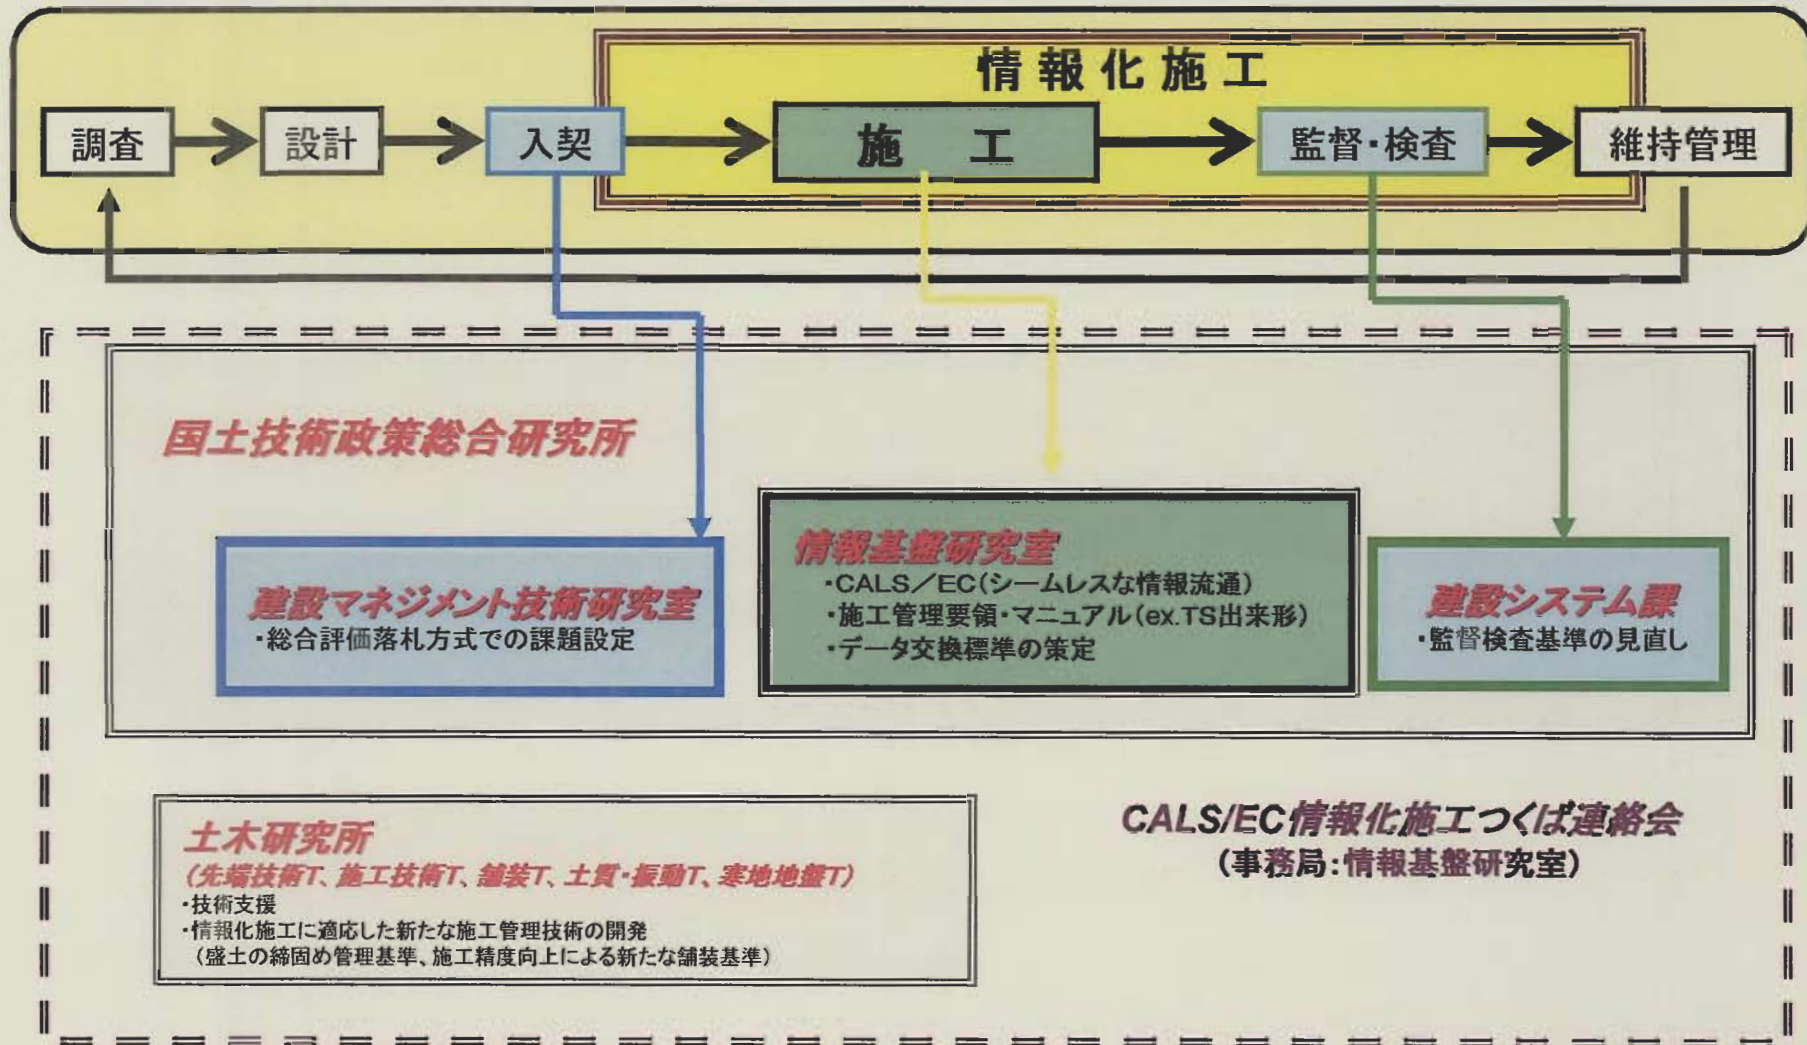 情報化施工
調査
設計
入契
施 工
監督・検査
維持管理
国土技術政策総合研究所
建設マネジメント技術研究室
・総合評価落札方式での課題設定
情報基盤研究室
・CALS／EC(シームレスな情報流通)
・施工管理要領・マニュアル(ex.TS出来形)
・データ交換標準の策定
建設システム課
・監督検査基準の見直し
土木研究所
(先端技術T、施工技術T、舗装T、土質・振動T、寒地地盤T)
・技術支援
・情報化施工に適応した新たな施工管理技術の開発
(盛土の締固め管理基準、施工精度向上による新たな舗装基準)
CALS/EC情報化施工つくば連絡会
(事務局:情報基盤研究室)